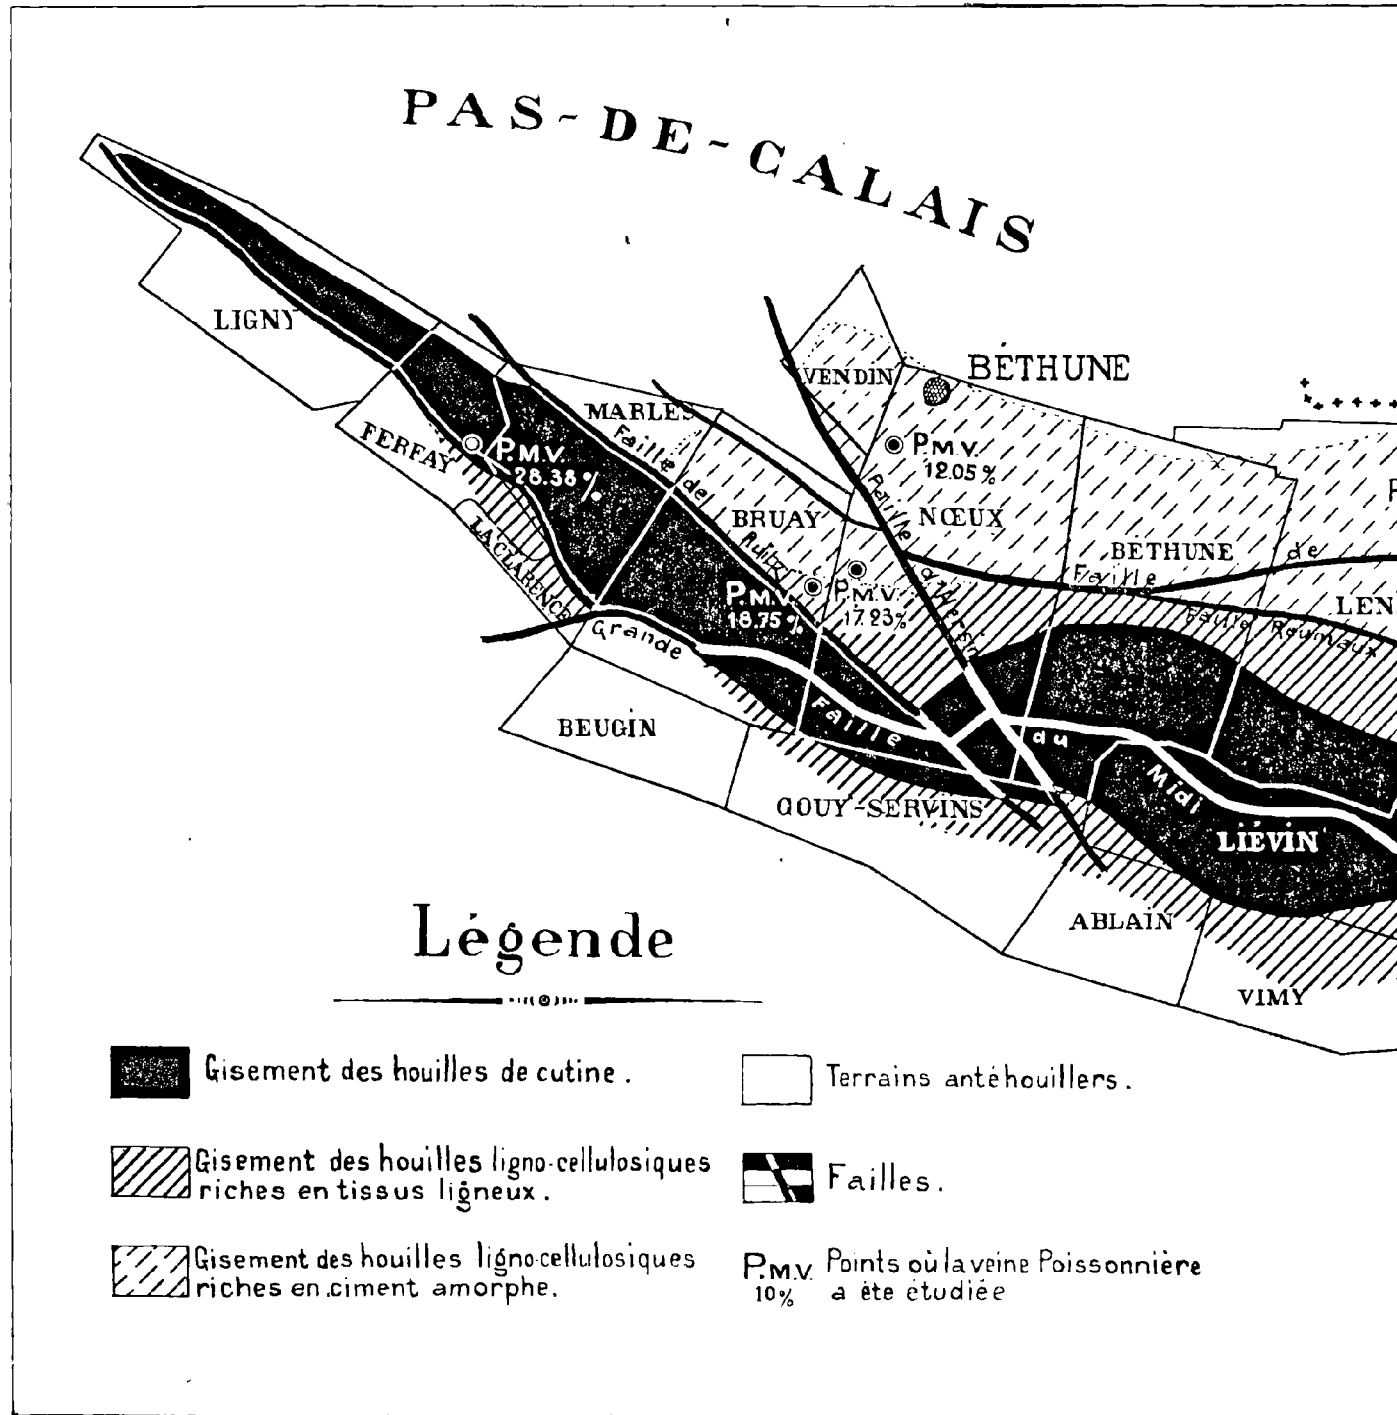 PAS-DE-CALAIS
LIGNY
VENDIN
BÉTHUNE
MARLES
FERFAY
P.M.V.
28.38%
Faille de
P.M.V.
12.05%
BRUAY
NŒUX
LA CLARENCE
BÉTHUNE
Faille
de
P.M.V.
18.75%
P.M.V.
17.23%
LEN
Faille
Grande
Faille
du
Midi
BEUGIN
GOUY-SERVINS
LIÉVIN
ABLAIN
VIMY
Légende
Gisement des houilles de cutine.
Gisement des houilles ligno-cellulosiques
riches en tissus ligneux.
Gisement des houilles ligno-cellulosiques
riches en ciment amorphe.
Terrains antéhouillers.
Failles.
P.M.V. Points où la veine Poissonnière
10% a été étudiée